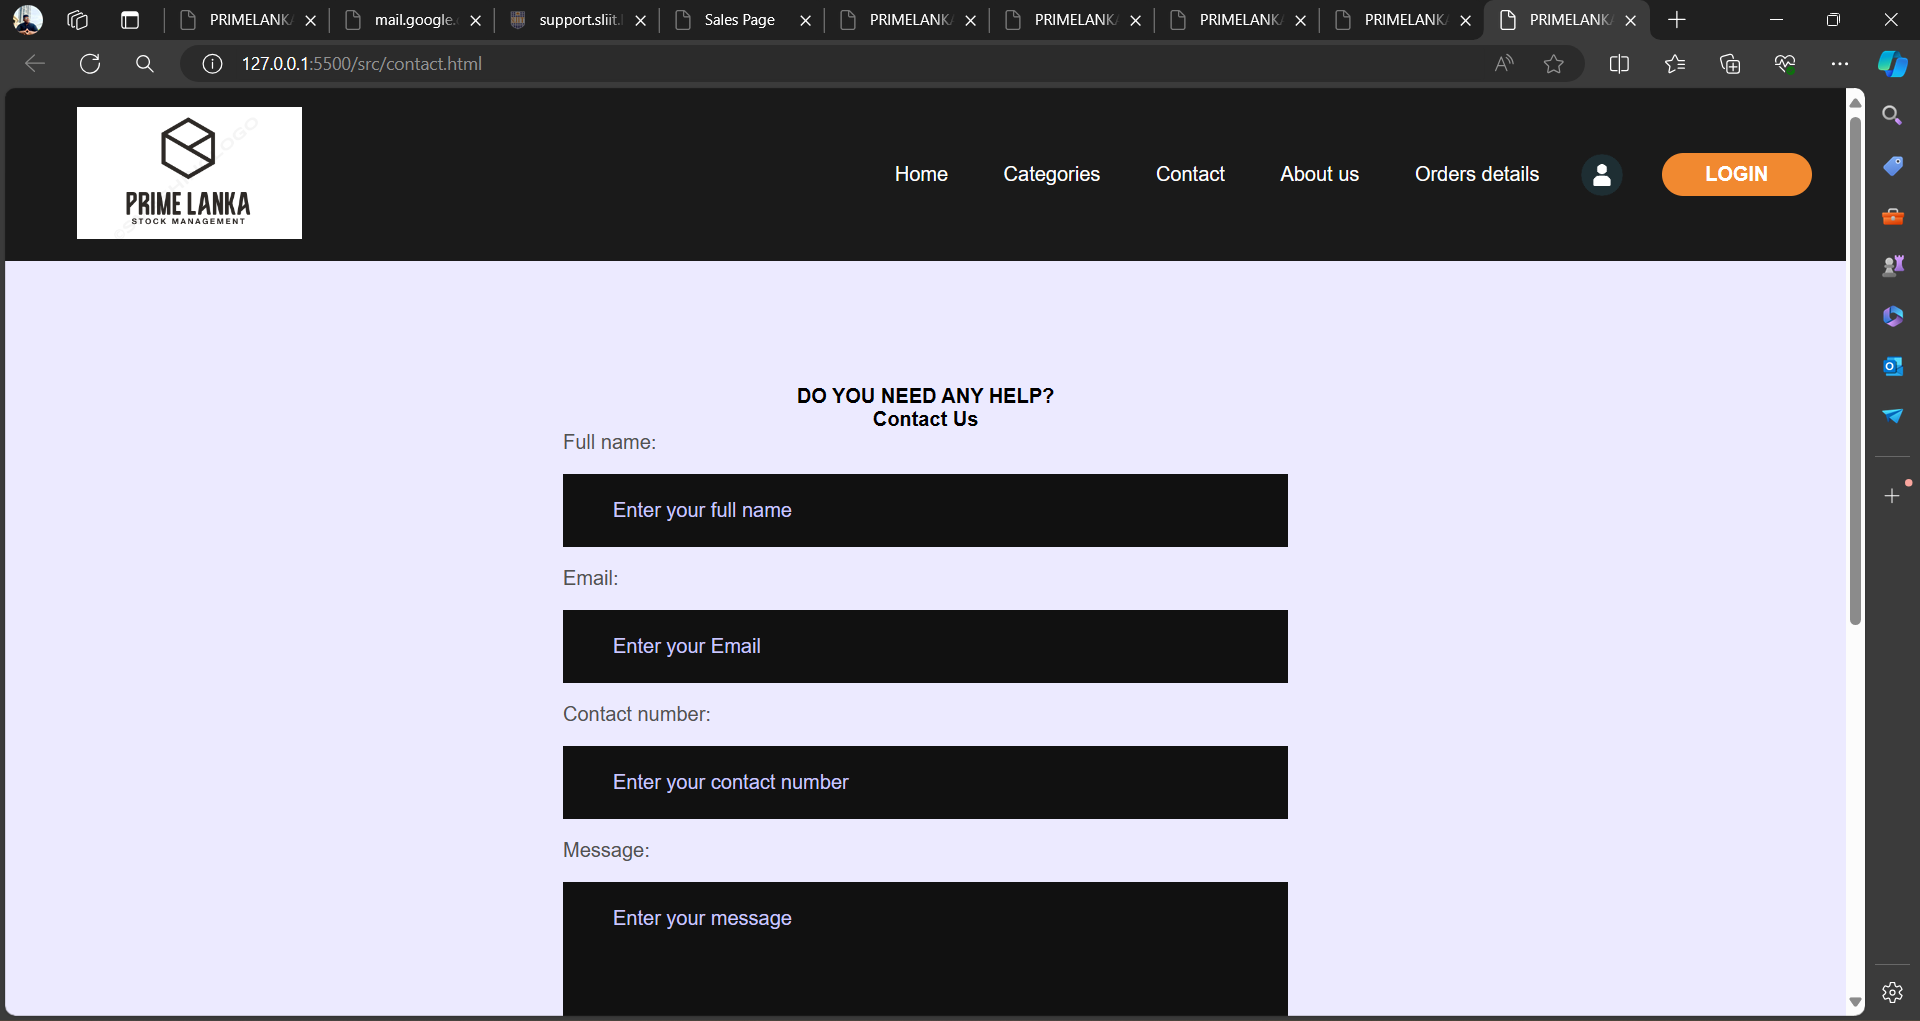 PRIMELANK
mail.google.
support.sliit.
Sales Page
PRIMELANK
PRIMELANK
PRIMELANK
PRIMELANK
PRIMELANK
127.0.0.1:5500/src/contact.html
PRIME LANKA
STOCK MANAGEMENT
Home
Categories
Contact
About us
Orders details
LOGIN
DO YOU NEED ANY HELP?
Contact Us
Full name:
Enter your full name
Email:
Enter your Email
Contact number:
Enter your contact number
Message:
Enter your message